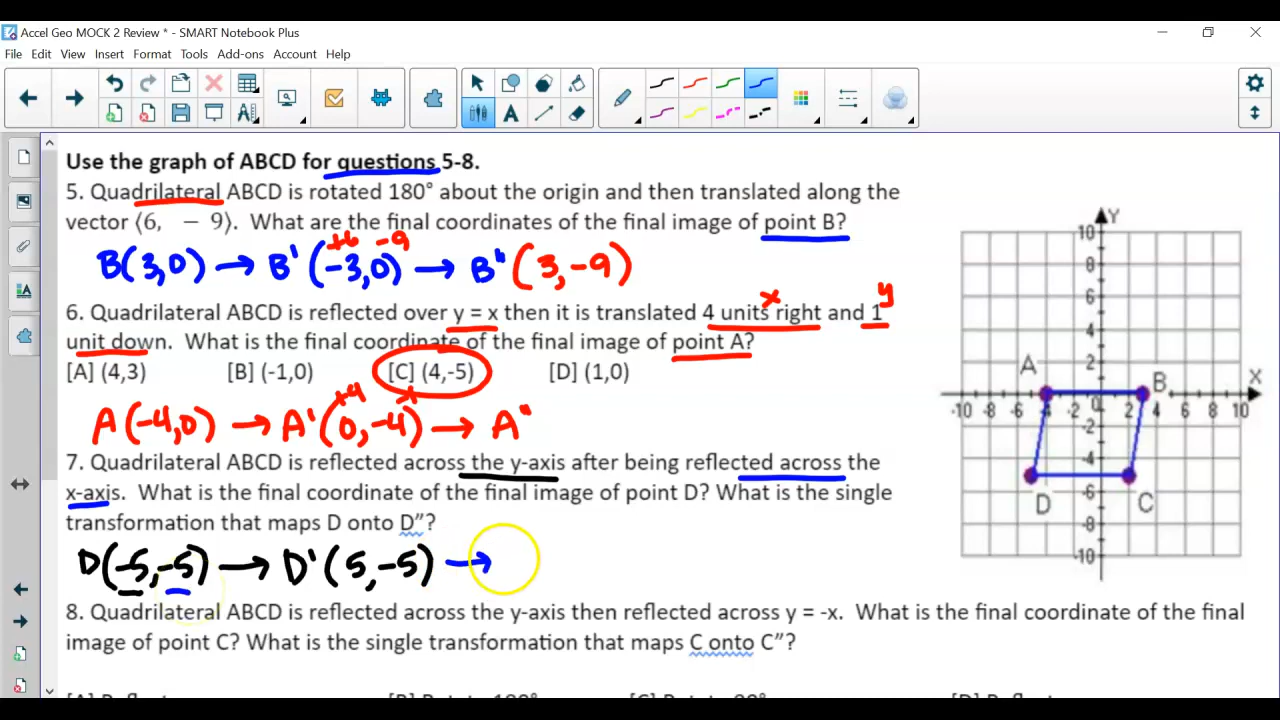 Accel Geo MOCK 2 Review * - SMART Notebook Plus
File Edit View Insert Format Tools Add-ons Account Help
Use the graph of ABCD for questions 5-8.
5. Quadrilateral ABCD is rotated 180° about the origin and then translated along the
vector ⟨6, − 9⟩. What are the final coordinates of the final image of point B?
+6 -9
B(3,0) → B' (-3,0) → B" (3,-9)
6. Quadrilateral ABCD is reflected over y = x then it is translated 4 units right and 1
x y
unit down. What is the final coordinate of the final image of point A?
[A] (4,3) [B] (-1,0) [C] (4,-5) [D] (1,0)
+4
A(-4,0) → A' (0,-4) → A"
7. Quadrilateral ABCD is reflected across the y-axis after being reflected across the
x-axis. What is the final coordinate of the final image of point D? What is the single
transformation that maps D onto D”?
D(-5,-5) → D' (5,-5) →
8. Quadrilateral ABCD is reflected across the y-axis then reflected across y = -x. What is the final coordinate of the final
image of point C? What is the single transformation that maps C onto C”?
Y
10
8
6
4
2
A B X
-10 -8 -6 -4 -2 0 2 4 6 8 10
-2
-4
-6
D C
-8
-10